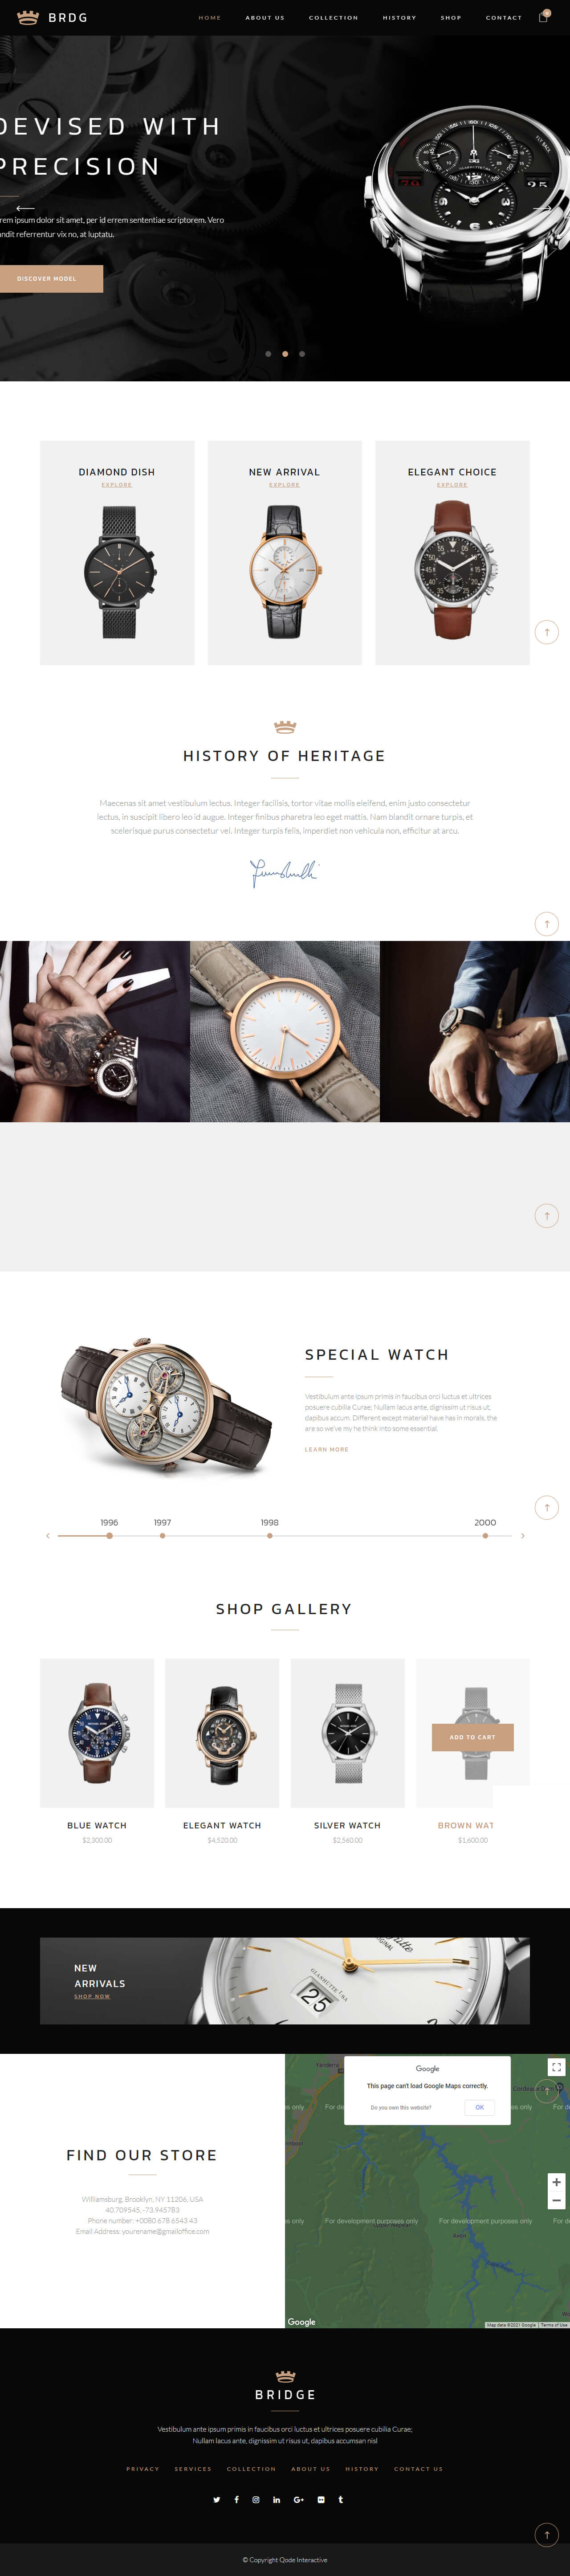 BRDG
HOME ABOUT US COLLECTION HISTORY SHOP CONTACT
DEVISED WITH
PRECISION
rem ipsum dolor sit amet, per id errem sententiae scriptorem. Vero
andit referrentur vix no, at luptatu.
DISCOVER MODEL
DIAMOND DISH
EXPLORE
NEW ARRIVAL
EXPLORE
ELEGANT CHOICE
EXPLORE
HISTORY OF HERITAGE
Maecenas sit amet vestibulum lectus. Integer facilisis, tortor vitae mollis eleifend, enim justo consectetur
lectus, in suscipit libero leo id augue. Integer finibus pharetra leo eget mattis. Nam blandit ornare turpis, et
scelerisque purus consectetur vel. Integer turpis felis, imperdiet non vehicula non, efficitur at arcu.
SPECIAL WATCH
Vestibulum ante ipsum primis in faucibus orci luctus et ultrices
posuere cubilia Curae; Nullam lacus ante, dignissim ut risus ut,
dapibus accum. Different except material have has in morals, the
are so we've my he think into some essential.
LEARN MORE
1996 1997 1998 2000
SHOP GALLERY
ADD TO CART
BLUE WATCH
$2,300.00
ELEGANT WATCH
$4,520.00
SILVER WATCH
$2,560.00
BROWN WAT
$1,600.00
NEW
ARRIVALS
SHOP NOW
25
FIND OUR STORE
Williamsburg, Brooklyn, NY 11206, USA
40.709545, -73.945783
Phone number: +0080 678 6543 43
Email Address: yourename@gmailoffice.com
Google
This page can't load Google Maps correctly.
Do you own this website?
OK
For development purposes only
For development purposes only
Google
Map data ©2021 Google
Terms of Use
BRIDGE
Vestibulum ante ipsum primis in faucibus orci luctus et ultrices posuere cubilia Curae;
Nullam lacus ante, dignissim ut risus ut, dapibus accumsan nisl
PRIVACY SERVICES COLLECTION ABOUT US HISTORY CONTACT US
© Copyright Qode Interactive